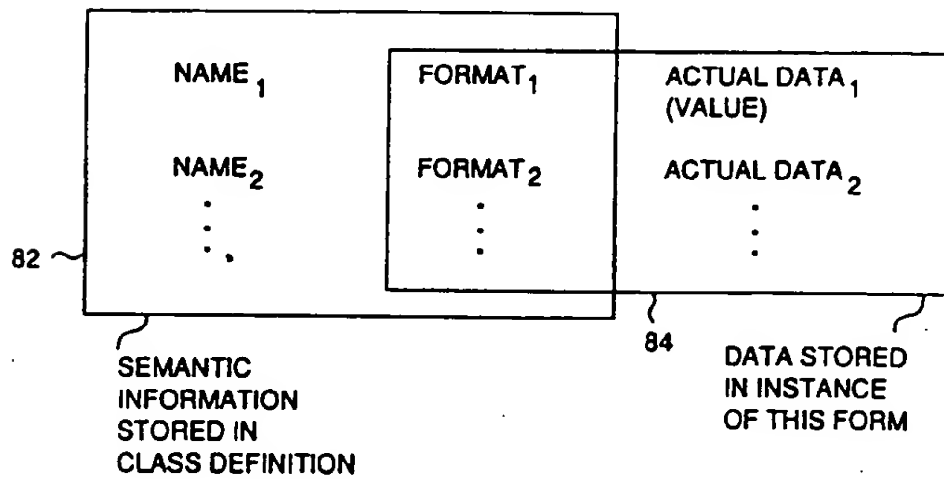 NAME1 FORMAT1 ACTUAL DATA1
(VALUE)
NAME2 FORMAT2 ACTUAL DATA2
82
84
SEMANTIC
INFORMATION
STORED IN
CLASS DEFINITION
DATA STORED
IN INSTANCE
OF THIS FORM